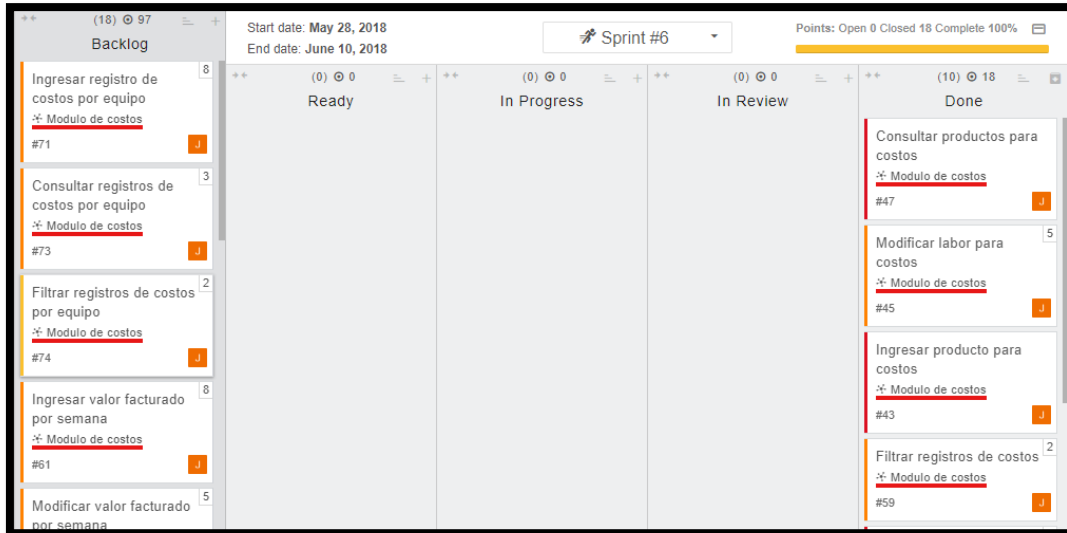 (18) 97
Backlog
Ingresar registro de
costos por equipo
8
Modulo de costos
#71
J
Consultar registros de
costos por equipo
3
Modulo de costos
#73
J
Filtrar registros de costos
por equipo
2
Modulo de costos
#74
J
Ingresar valor facturado
por semana
8
Modulo de costos
#61
J
Modificar valor facturado
por semana
5
Start date: May 28, 2018
End date: June 10, 2018
Sprint #6
Points: Open 0 Closed 18 Complete 100%
(0) 0
Ready
(0) 0
In Progress
(0) 0
In Review
(10) 18
Done
Consultar productos para
costos
Modulo de costos
#47
J
Modificar labor para
costos
5
Modulo de costos
#45
J
Ingresar producto para
costos
Modulo de costos
#43
J
Filtrar registros de costos
2
Modulo de costos
#59
J